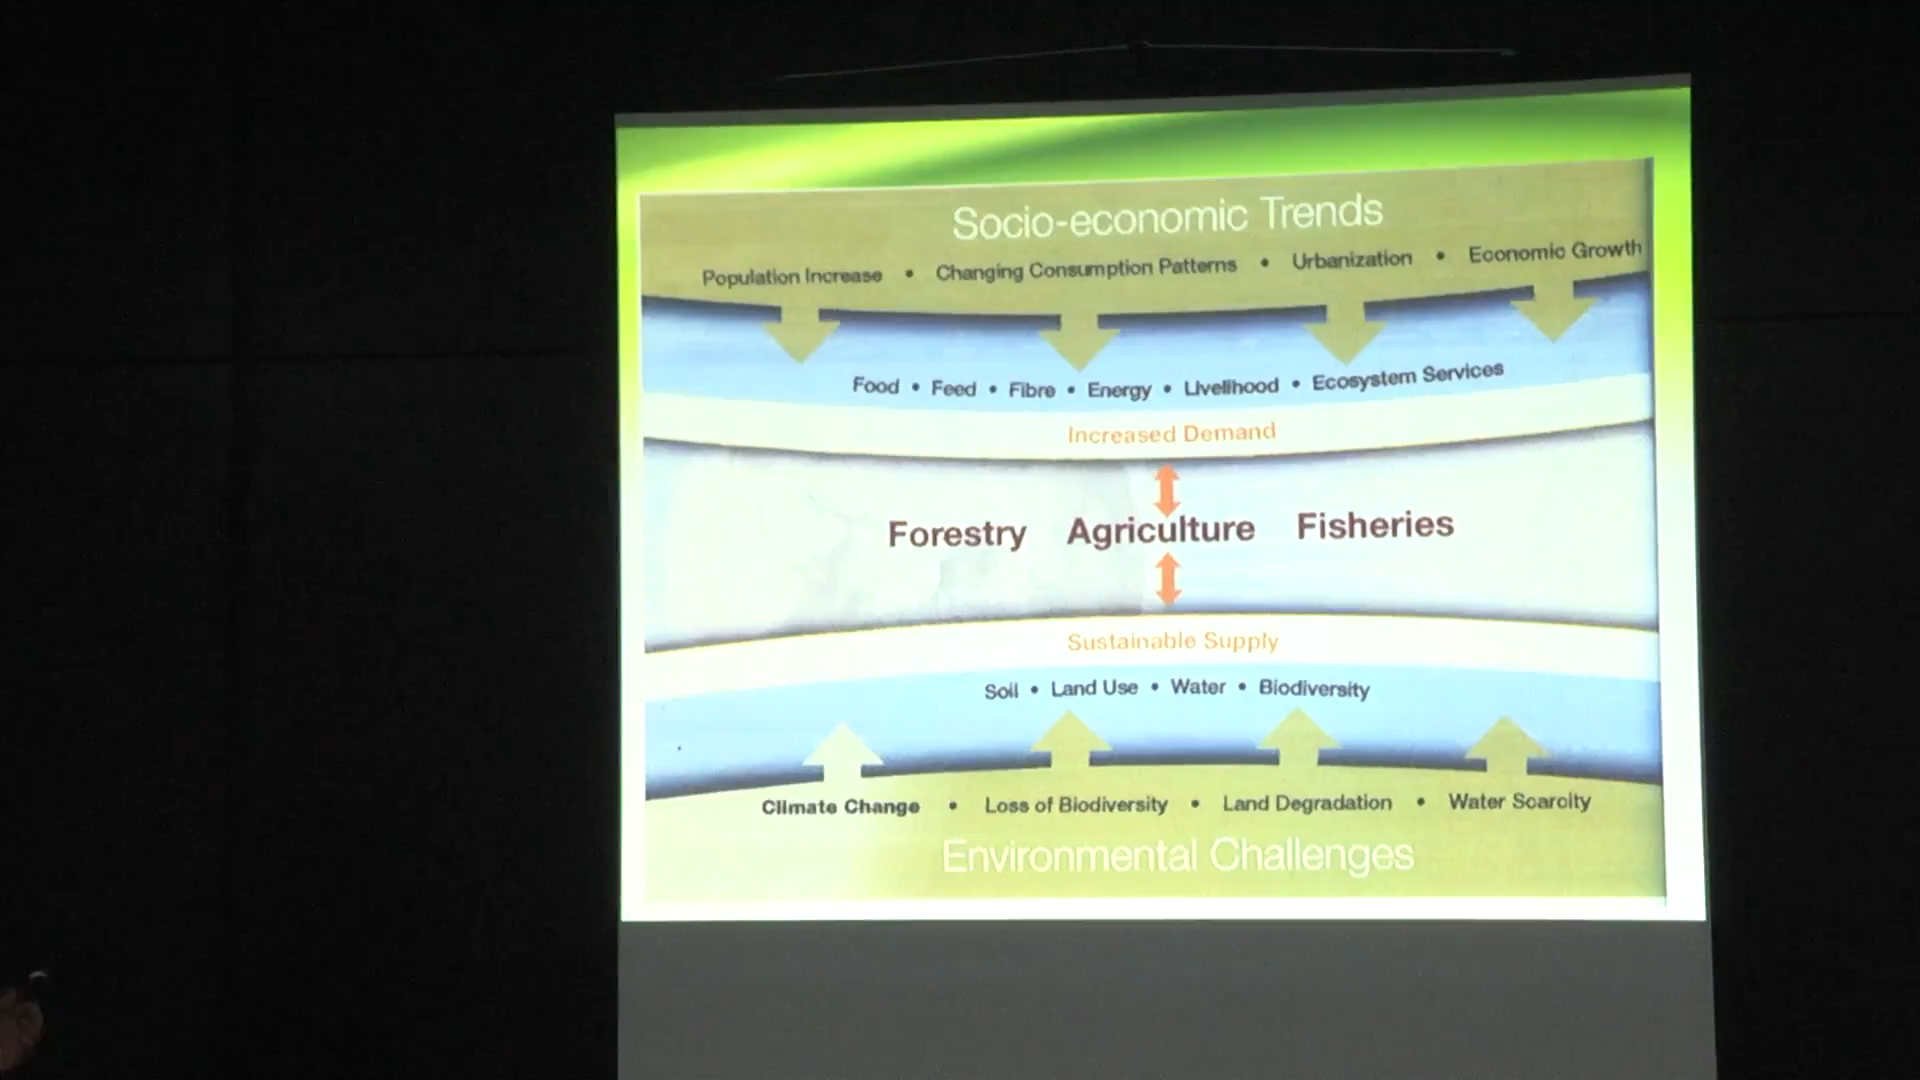 Socio-economic Trends
Population Increase • Changing Consumption Patterns • Urbanization • Economic Growth
Food • Feed • Fibre • Energy • Livelihood • Ecosystem Services
Increased Demand
Forestry Agriculture Fisheries
Sustainable Supply
Soil • Land Use • Water • Biodiversity
Climate Change • Loss of Biodiversity • Land Degradation • Water Scarcity
Environmental Challenges